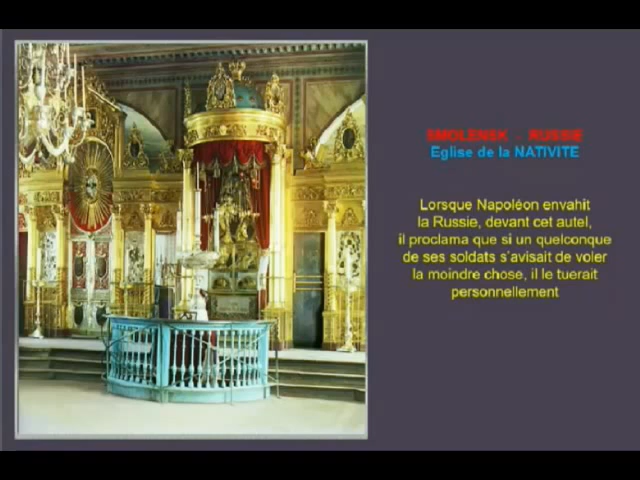 SMOLENSK - RUSSIE
Eglise de la NATIVITE
Lorsque Napoléon envahit
la Russie, devant cet autel,
il proclama que si un quelconque
de ses soldats s'avisait de voler
la moindre chose, il le tuerait
personnellement